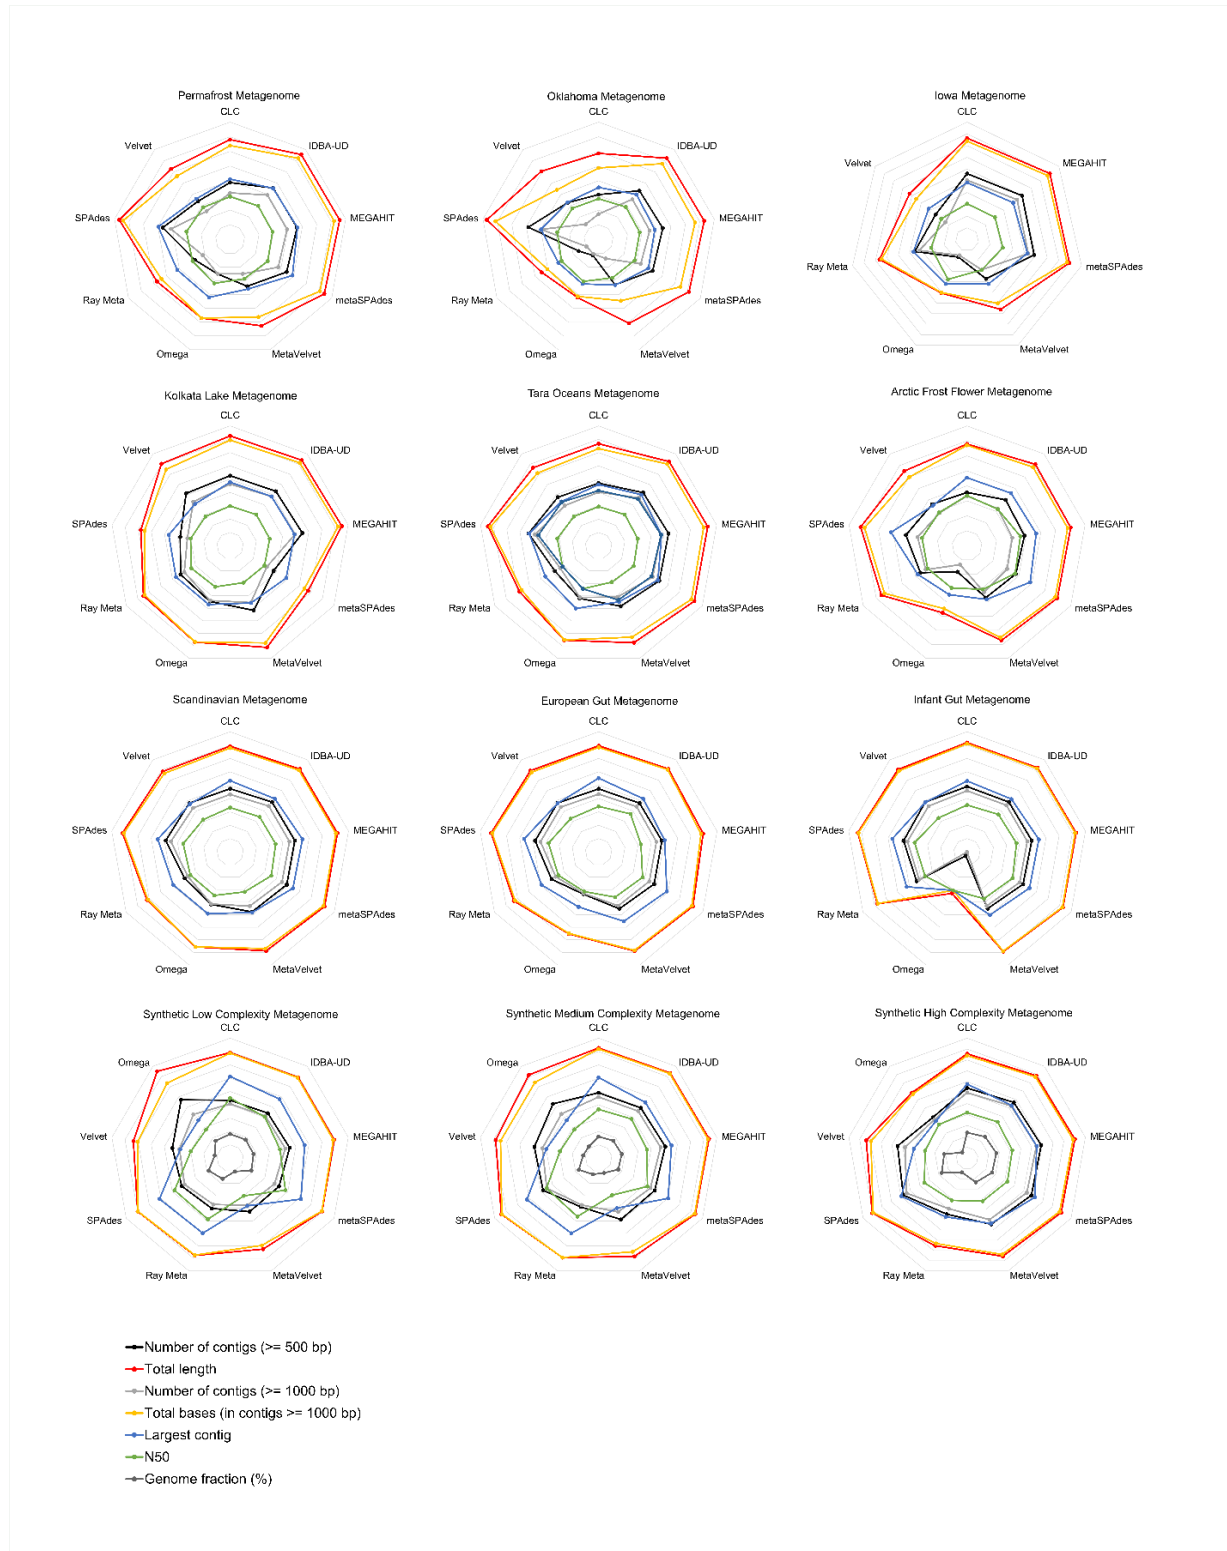 Permafrost Metagenome
CLC
IDBA-UD
MEGAHIT
metaSPAdes
MetaVelvet
Omega
Ray Meta
SPAdes
Velvet
Oklahoma Metagenome
CLC
IDBA-UD
MEGAHIT
metaSPAdes
MetaVelvet
Omega
Ray Meta
SPAdes
Velvet
Iowa Metagenome
CLC
MEGAHIT
metaSPAdes
MetaVelvet
Omega
Ray Meta
Velvet
Kolkata Lake Metagenome
CLC
IDBA-UD
MEGAHIT
metaSPAdes
MetaVelvet
Omega
Ray Meta
SPAdes
Velvet
Tara Oceans Metagenome
CLC
IDBA-UD
MEGAHIT
metaSPAdes
MetaVelvet
Omega
Ray Meta
SPAdes
Velvet
Arctic Frost Flower Metagenome
CLC
IDBA-UD
MEGAHIT
metaSPAdes
MetaVelvet
Omega
Ray Meta
SPAdes
Velvet
Scandinavian Metagenome
CLC
IDBA-UD
MEGAHIT
metaSPAdes
MetaVelvet
Omega
Ray Meta
SPAdes
Velvet
European Gut Metagenome
CLC
IDBA-UD
MEGAHIT
metaSPAdes
MetaVelvet
Omega
Ray Meta
SPAdes
Velvet
Infant Gut Metagenome
CLC
IDBA-UD
MEGAHIT
metaSPAdes
MetaVelvet
Omega
Ray Meta
SPAdes
Velvet
Synthetic Low Complexity Metagenome
CLC
IDBA-UD
MEGAHIT
metaSPAdes
MetaVelvet
Ray Meta
SPAdes
Velvet
Omega
Synthetic Medium Complexity Metagenome
CLC
IDBA-UD
MEGAHIT
metaSPAdes
MetaVelvet
Ray Meta
SPAdes
Velvet
Omega
Synthetic High Complexity Metagenome
CLC
IDBA-UD
MEGAHIT
metaSPAdes
MetaVelvet
Ray Meta
SPAdes
Velvet
Omega
Number of contigs (>= 500 bp)
Total length
Number of contigs (>= 1000 bp)
Total bases (in contigs >= 1000 bp)
Largest contig
N50
Genome fraction (%)